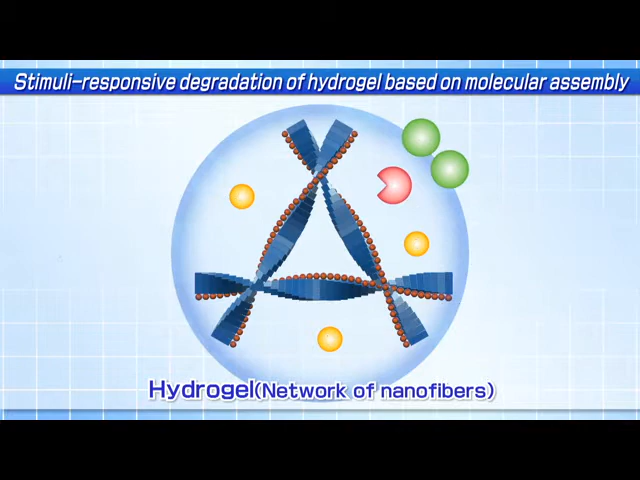 Stimuli-responsive degradation of hydrogel based on molecular assembly
Hydrogel(Network of nanofibers)